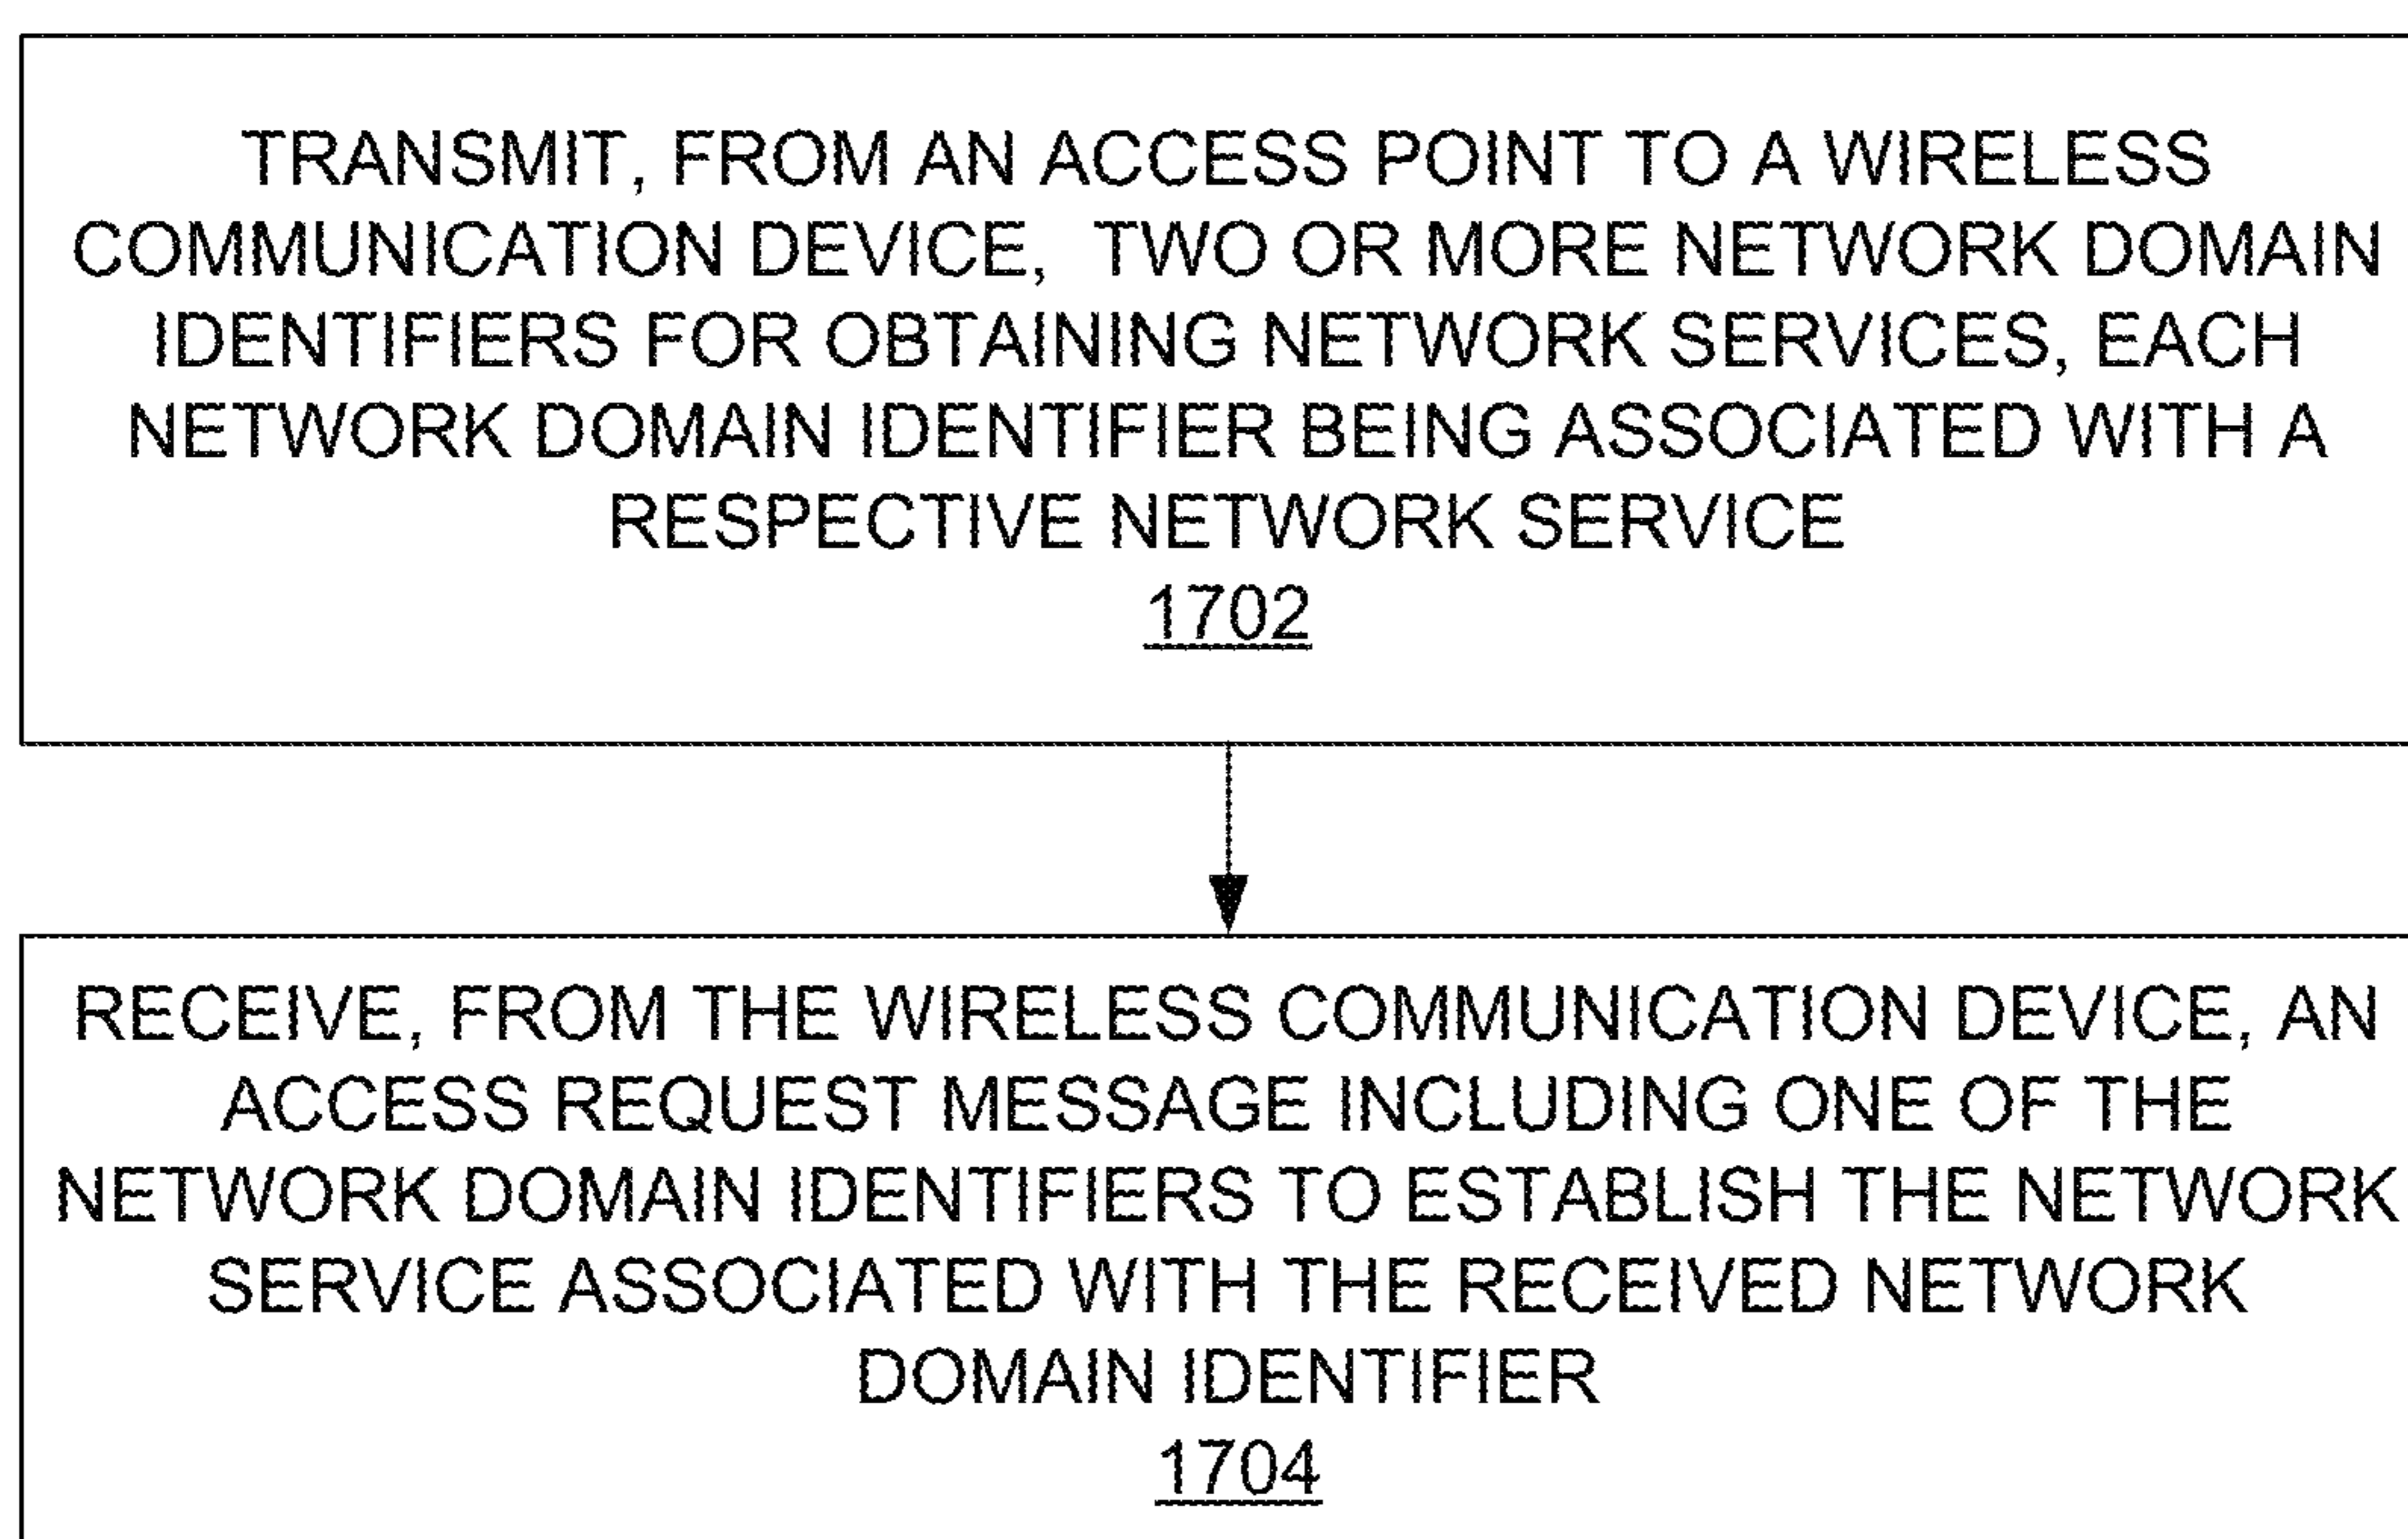 TRANSMIT, FROM AN ACCESS POINT TO A WIRELESS
COMMUNICATION DEVICE, TWO OR MORE NETWORK DOMAIN
IDENTIFIERS FOR OBTAINING NETWORK SERVICES, EACH
NETWORK DOMAIN IDENTIFIER BEING ASSOCIATED WITH A
RESPECTIVE NETWORK SERVICE
1702
RECEIVE, FROM THE WIRELESS COMMUNICATION DEVICE, AN
ACCESS REQUEST MESSAGE INCLUDING ONE OF THE
NETWORK DOMAIN IDENTIFIERS TO ESTABLISH THE NETWORK
SERVICE ASSOCIATED WITH THE RECEIVED NETWORK
DOMAIN IDENTIFIER
1704